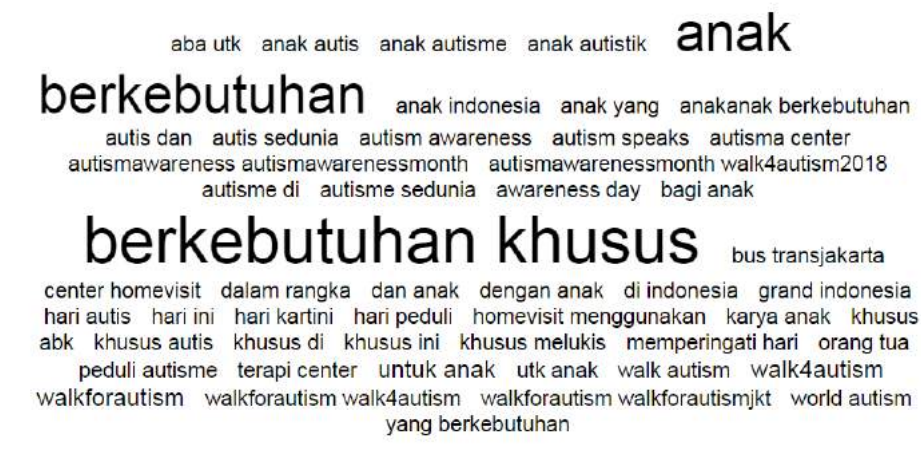 aba utk anak autis anak autisme anak autistik anak
berkebutuhan anak indonesia anak yang anakanak berkebutuhan
autis dan autis sedunia autism awareness autism speaks autisma center
autismawareness autismawarenessmonth autismawarenessmonth walk4autism2018
autisme di autisme sedunia awareness day bagi anak
berkebutuhan khusus bus transjakarta
center homevisit dalam rangka dan anak dengan anak di indonesia grand indonesia
hari autis hari ini hari kartini hari peduli homevisit menggunakan karya anak khusus
abk khusus autis khusus di khusus ini khusus melukis memperingati hari orang tua
peduli autisme terapi center untuk anak utk anak walk autism walk4autism
walkforautism walkforautism walk4autism walkforautism walkforautismjkt world autism
yang berkebutuhan